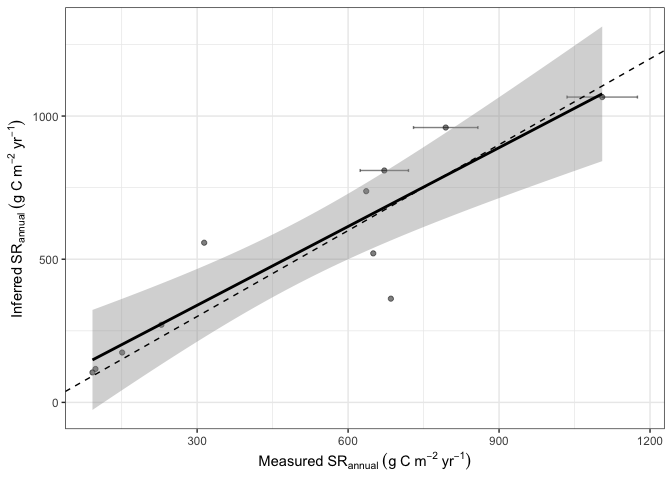 1000
500
0
Inferred SRannual (g C m−2 yr−1)
300 600 900 1200
Measured SRannual (g C m−2 yr−1)